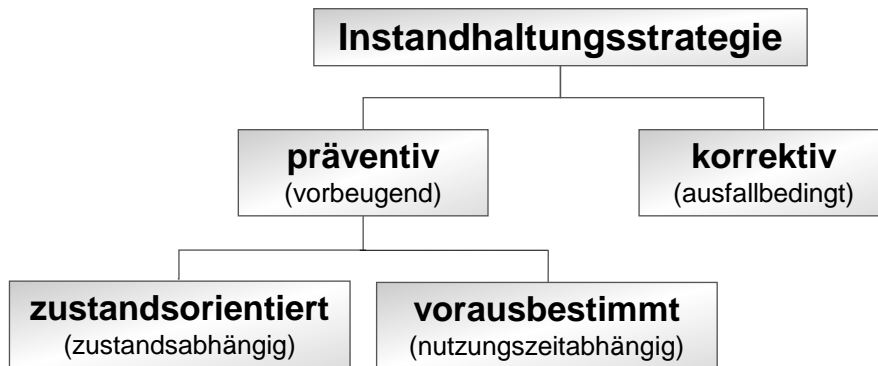 Instandhaltungsstrategie
präventiv
(vorbeugend)
korrektiv
(ausfallbedingt)
zustandsorientiert
(zustandsabhängig)
vorausbestimmt
(nutzungszeitabhängig)